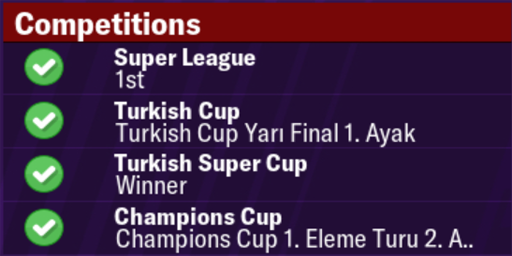 Competitions
Super League
1st
Turkish Cup
Turkish Cup Yarı Final 1. Ayak
Turkish Super Cup
Winner
Champions Cup
Champions Cup 1. Eleme Turu 2. A..